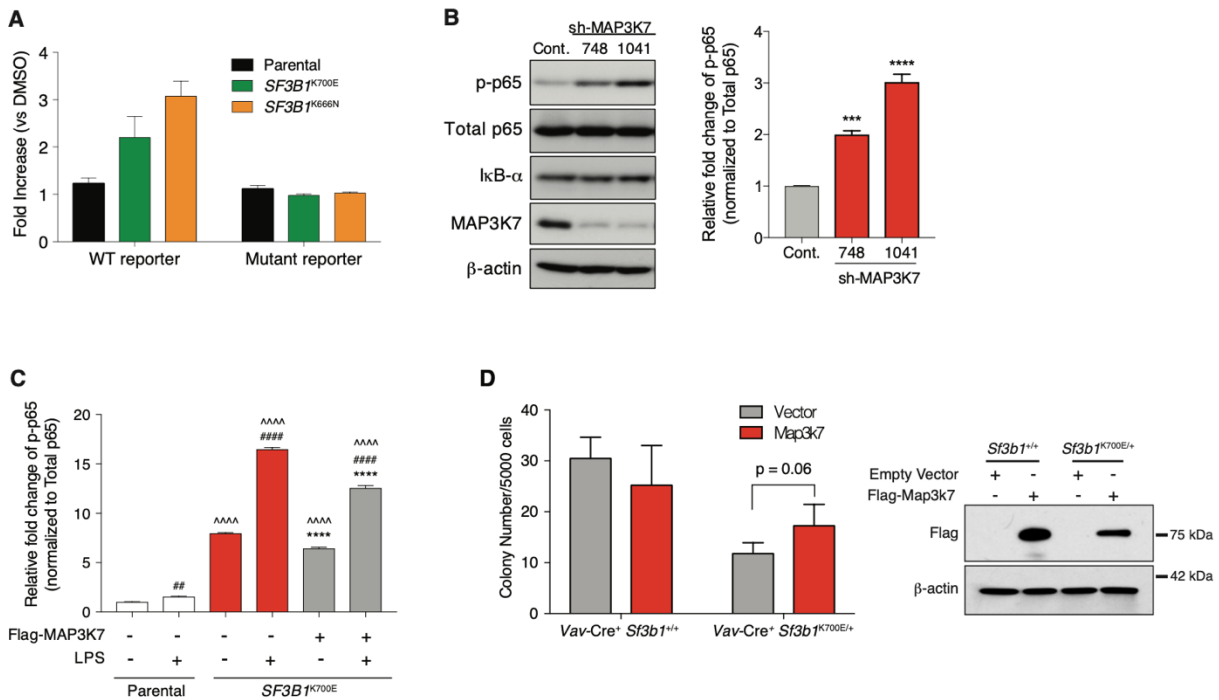 A
Fold Increase (vs DMSO)
4
3
2
1
0
Parental
SF3B1K700E
SF3B1K666N
WT reporter
Mutant reporter
B
sh-MAP3K7
Cont. 748 1041
p-p65
Total p65
IκB-α
MAP3K7
β-actin
Relative fold change of p-p65
(normalized to Total p65)
4
3
2
1
0
***
****
Cont. 748 1041
sh-MAP3K7
C
Relative fold change of p-p65
(normalized to Total p65)
20
15
10
5
0
##
^^^^
^^^^
####
^^^^
****
^^^^
####
****
Flag-MAP3K7 - - - - + +
LPS - + - + - +
Parental
SF3B1K700E
D
Colony Number/5000 cells
40
30
20
10
0
Vector
Map3k7
p = 0.06
Vav-Cre+ Sf3b1+/+
Vav-Cre+ Sf3b1K700E/+
Sf3b1+/+ Sf3b1K700E/+
Empty Vector + - + -
Flag-Map3k7 - + - +
Flag
75 kDa
42 kDa
β-actin